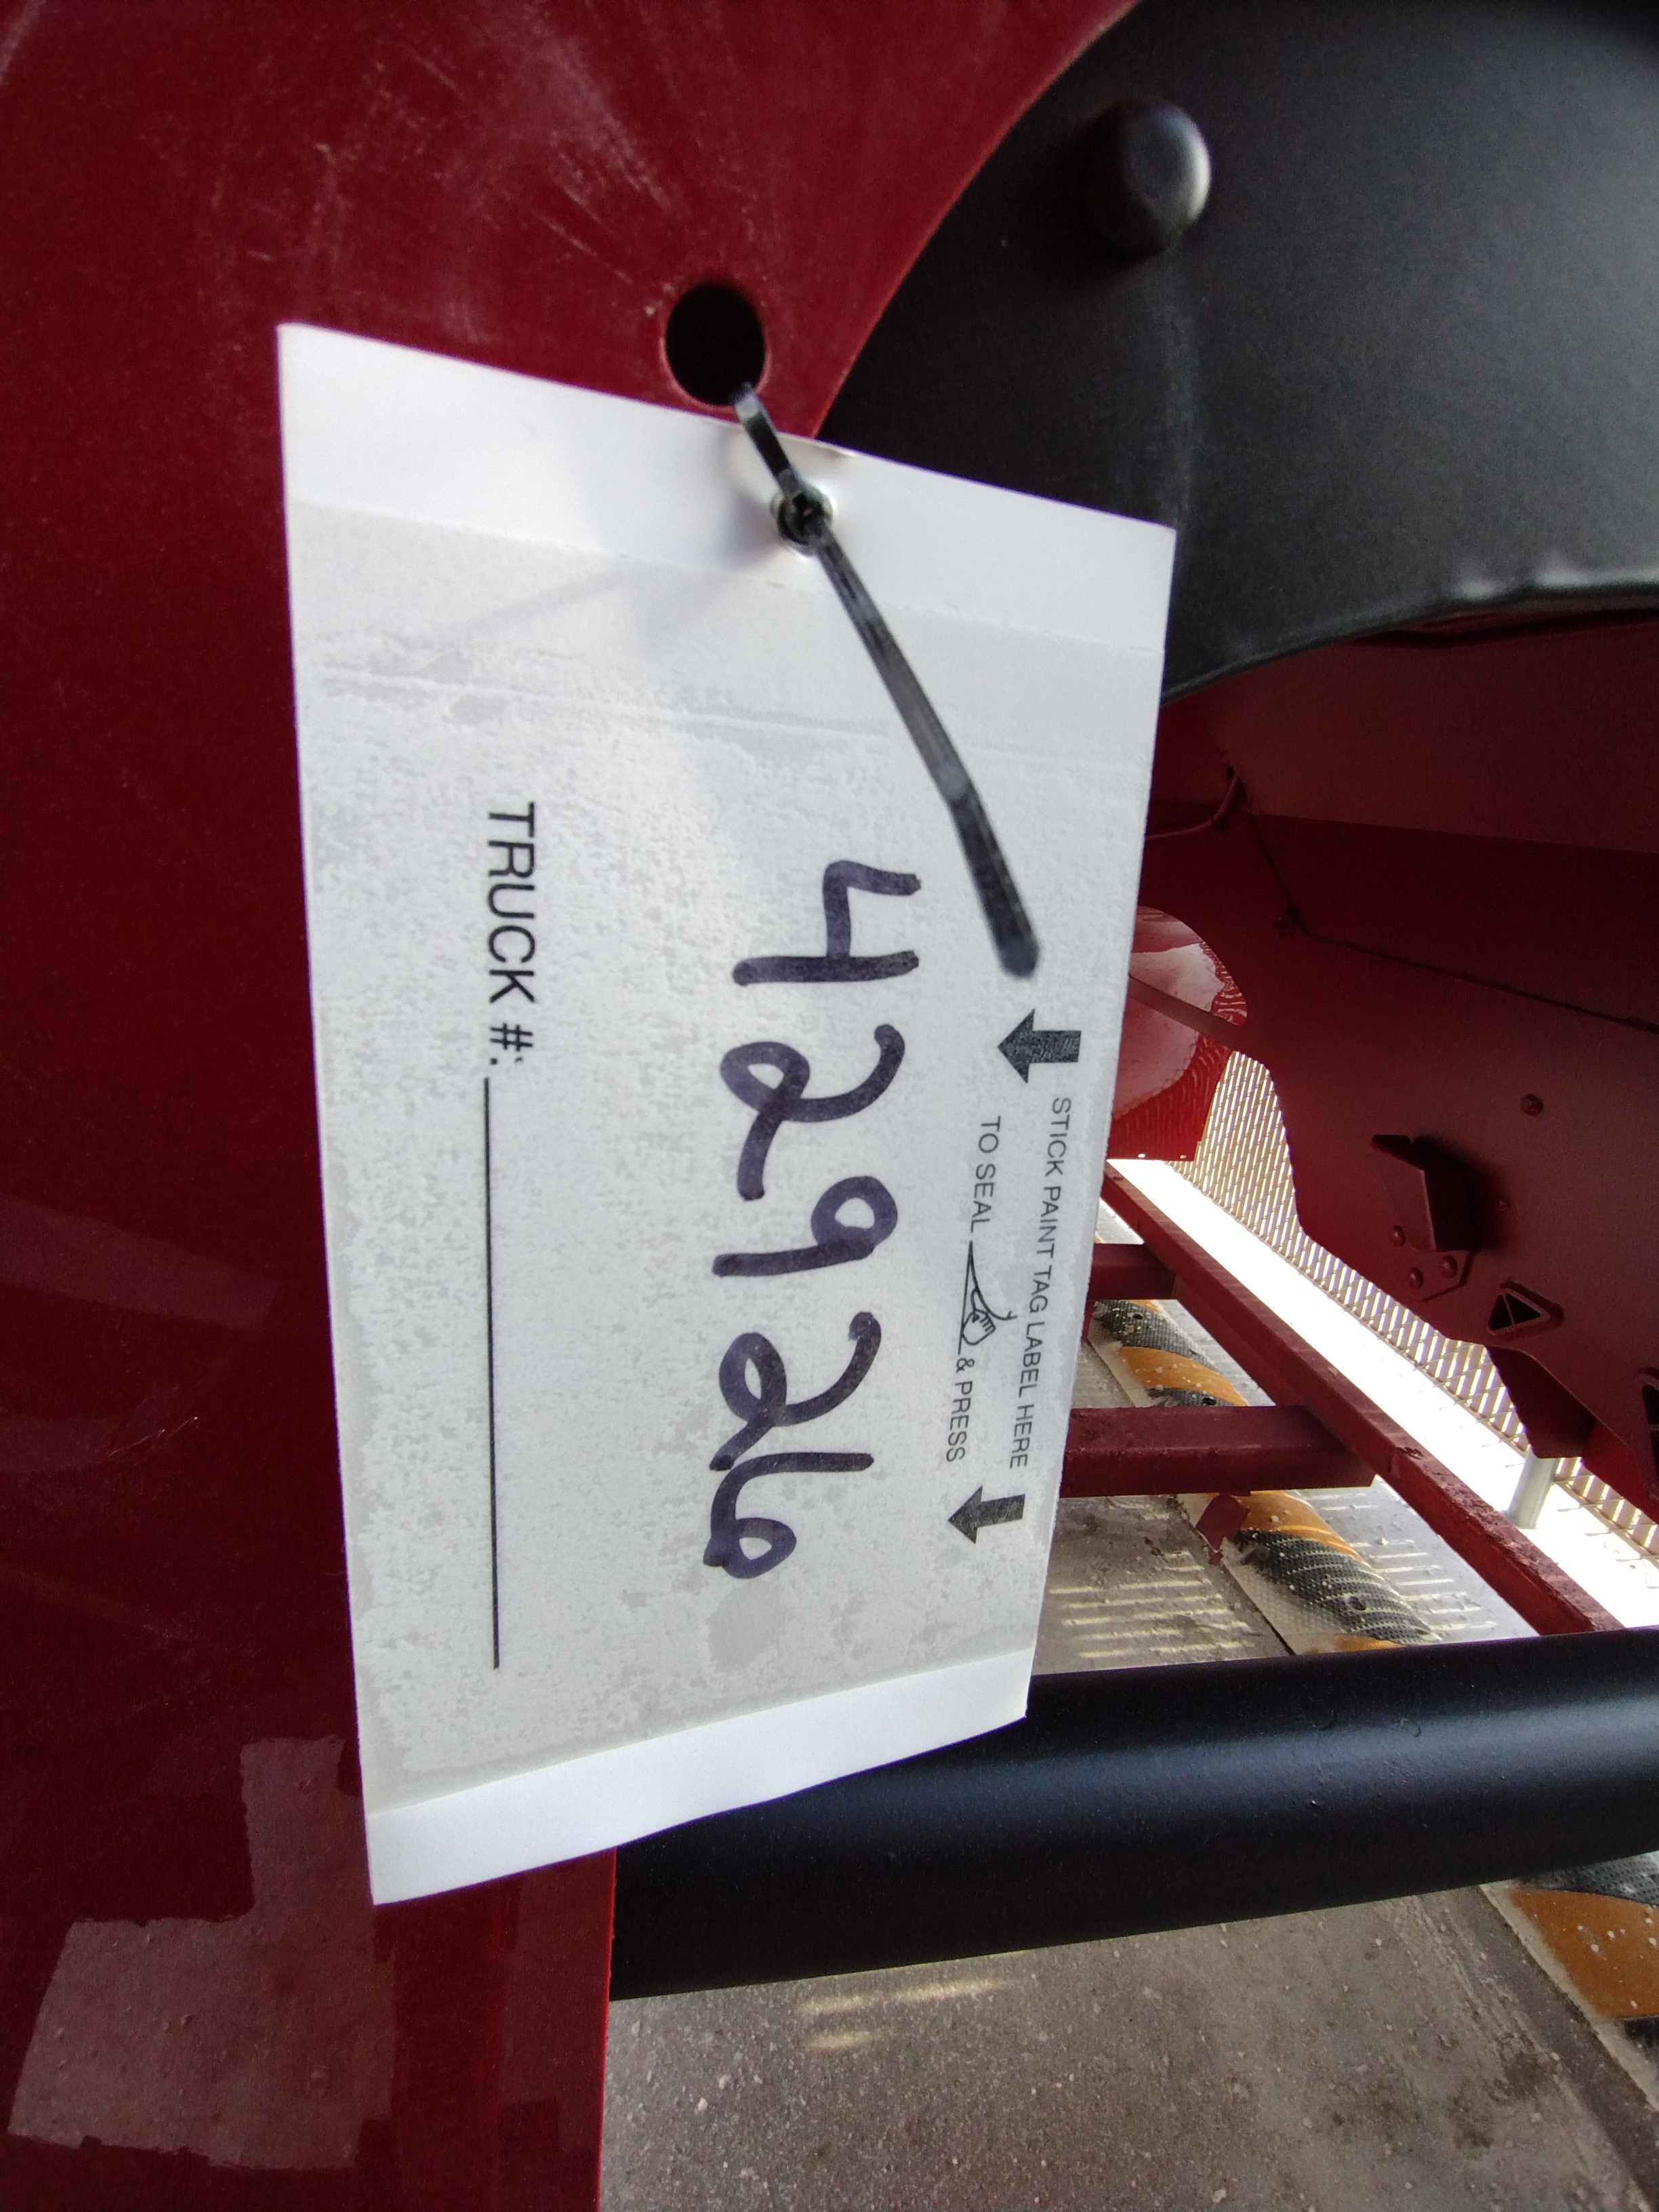 STICK PAINT TAG LABEL HERE
TO SEAL & PRESS
42926
TRUCK #: